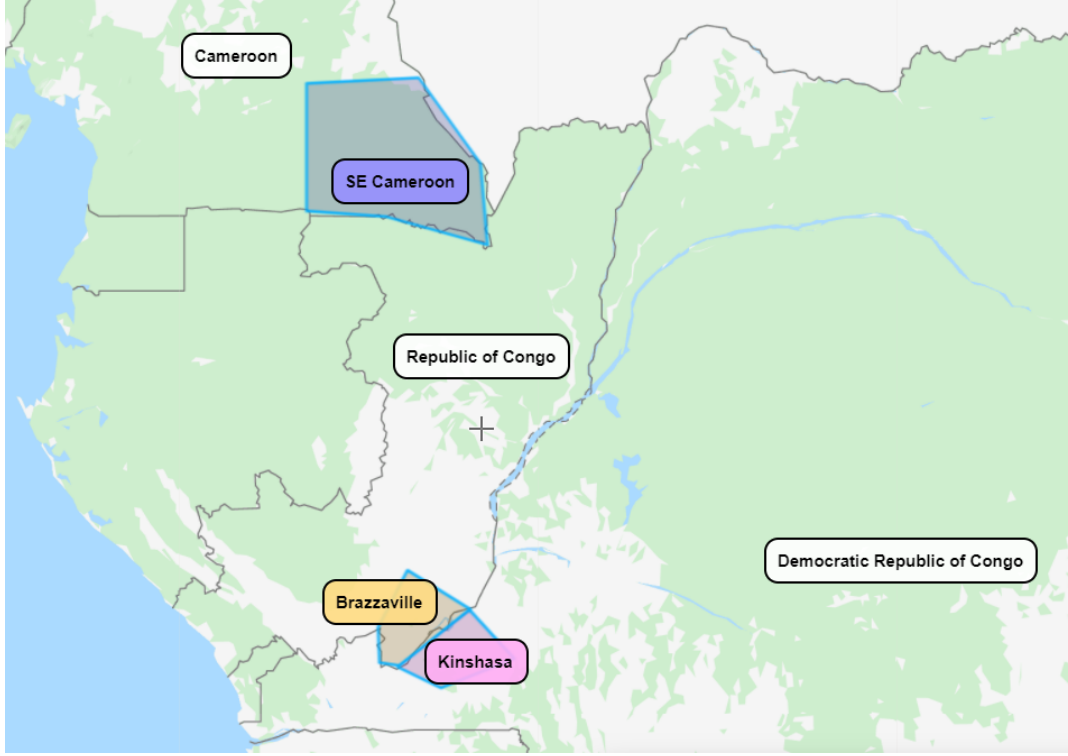 Cameroon
SE Cameroon
Republic of Congo
Democratic Republic of Congo
Brazzaville
Kinshasa